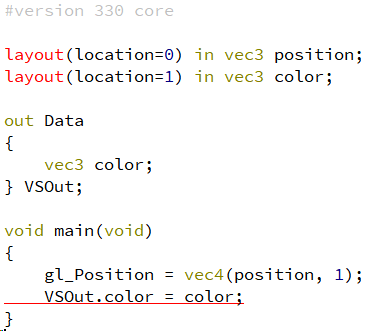 #version 330 core
layout(location=0) in vec3 position;
layout(location=1) in vec3 color;
out Data
{
    vec3 color;
} VSOut;
void main(void)
{
    gl_Position = vec4(position, 1);
    VSOut.color = color;
}